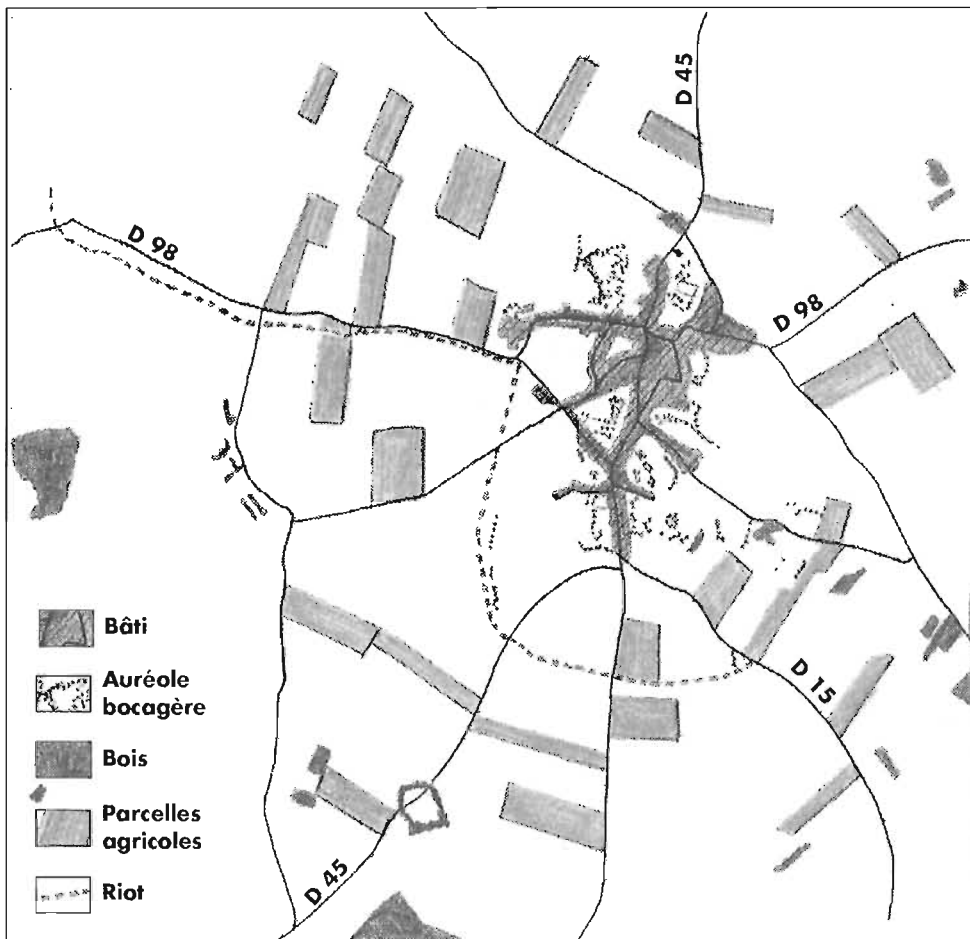 D 45
D 98
D 98
D 15
D 45
Bâti
Auréole
bocagère
Bois
Parcelles
agricoles
Riot